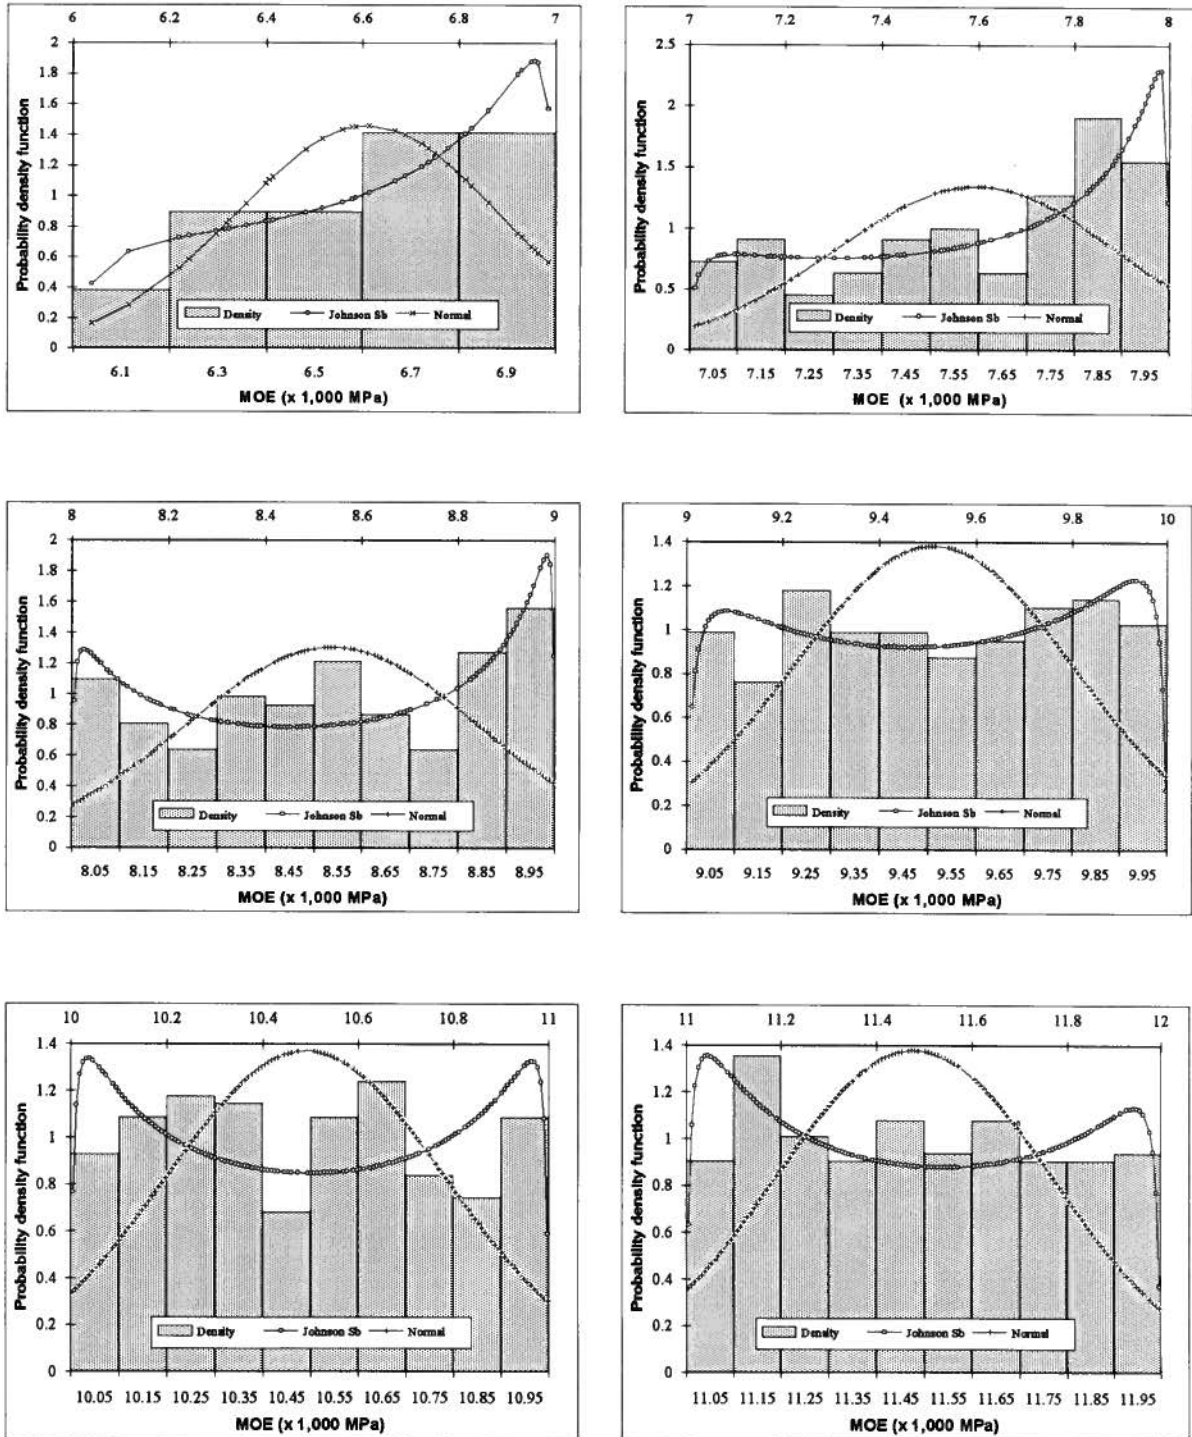 6 6.2 6.4 6.6 6.8 7
Probability density function
2
1.8
1.6
1.4
1.2
1
0.8
0.6
0.4
0.2
0
Density Johnson Sb Normal
6.1 6.3 6.5 6.7 6.9
MOE (x 1,000 MPa)
7 7.2 7.4 7.6 7.8 8
Probability density function
2.5
2
1.5
1
0.5
0
Density Johnson Sb Normal
7.05 7.15 7.25 7.35 7.45 7.55 7.65 7.75 7.85 7.95
MOE (x 1,000 MPa)
8 8.2 8.4 8.6 8.8 9
Probability density function
2
1.8
1.6
1.4
1.2
1
0.8
0.6
0.4
0.2
0
Density Johnson Sb Normal
8.05 8.15 8.25 8.35 8.45 8.55 8.65 8.75 8.85 8.95
MOE (x 1,000 MPa)
9 9.2 9.4 9.6 9.8 10
Probability density function
1.4
1.2
1
0.8
0.6
0.4
0.2
0
Density Johnson Sb Normal
9.05 9.15 9.25 9.35 9.45 9.55 9.65 9.75 9.85 9.95
MOE (x 1,000 MPa)
10 10.2 10.4 10.6 10.8 11
Probability density function
1.4
1.2
1
0.8
0.6
0.4
0.2
0
Density Johnson Sb Normal
10.05 10.15 10.25 10.35 10.45 10.55 10.65 10.75 10.85 10.95
MOE (x 1,000 MPa)
11 11.2 11.4 11.6 11.8 12
Probability density function
1.4
1.2
1
0.8
0.6
0.4
0.2
0
Density Johnson Sb Normal
11.05 11.15 11.25 11.35 11.45 11.55 11.65 11.75 11.85 11.95
MOE (x 1,000 MPa)